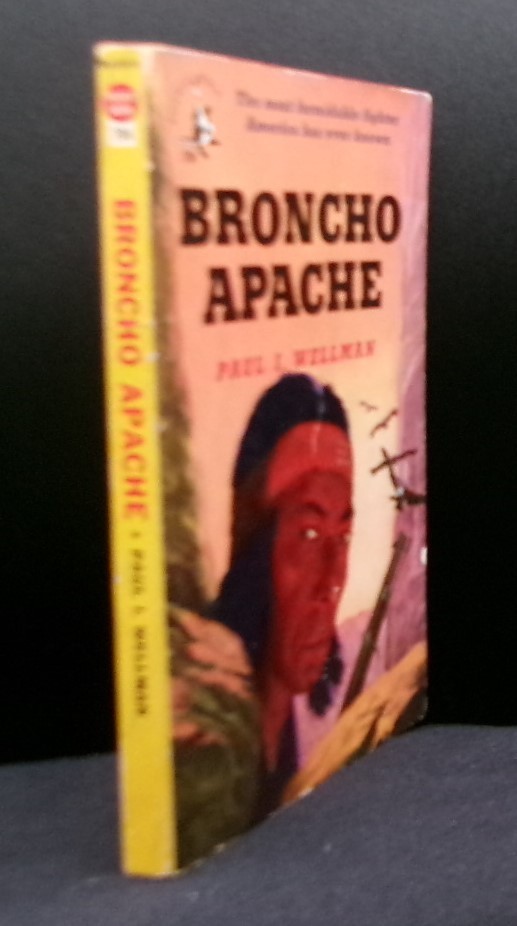 The most formidable fighter
America has ever known
BRONCHO
APACHE
PAUL I. WELLMAN
BRONCHO APACHE • PAUL I. WELLMAN